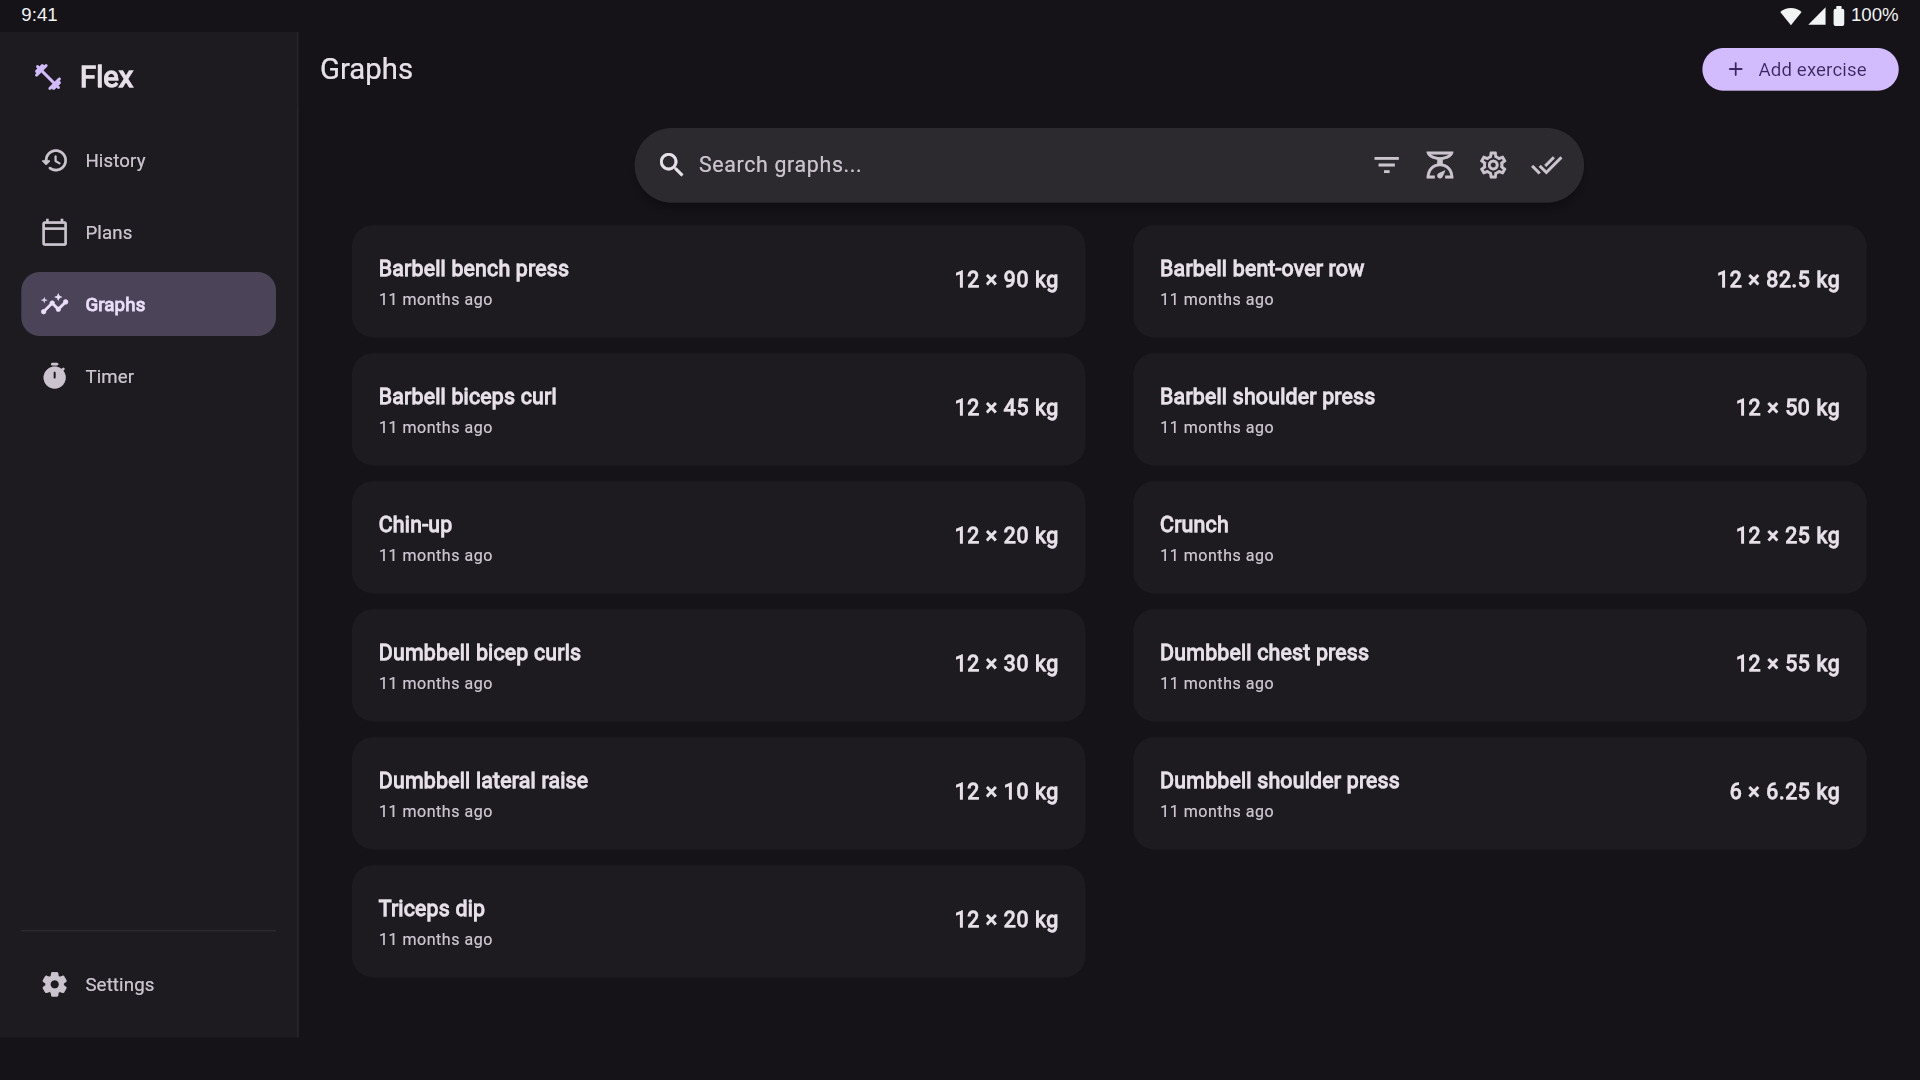 9:41
100%
Flex
History
Plans
Graphs
Timer
Settings
Graphs
Add exercise
Search graphs...
Barbell bench press
11 months ago
12 × 90 kg
Barbell bent-over row
11 months ago
12 × 82.5 kg
Barbell biceps curl
11 months ago
12 × 45 kg
Barbell shoulder press
11 months ago
12 × 50 kg
Chin-up
11 months ago
12 × 20 kg
Crunch
11 months ago
12 × 25 kg
Dumbbell bicep curls
11 months ago
12 × 30 kg
Dumbbell chest press
11 months ago
12 × 55 kg
Dumbbell lateral raise
11 months ago
12 × 10 kg
Dumbbell shoulder press
11 months ago
6 × 6.25 kg
Triceps dip
11 months ago
12 × 20 kg